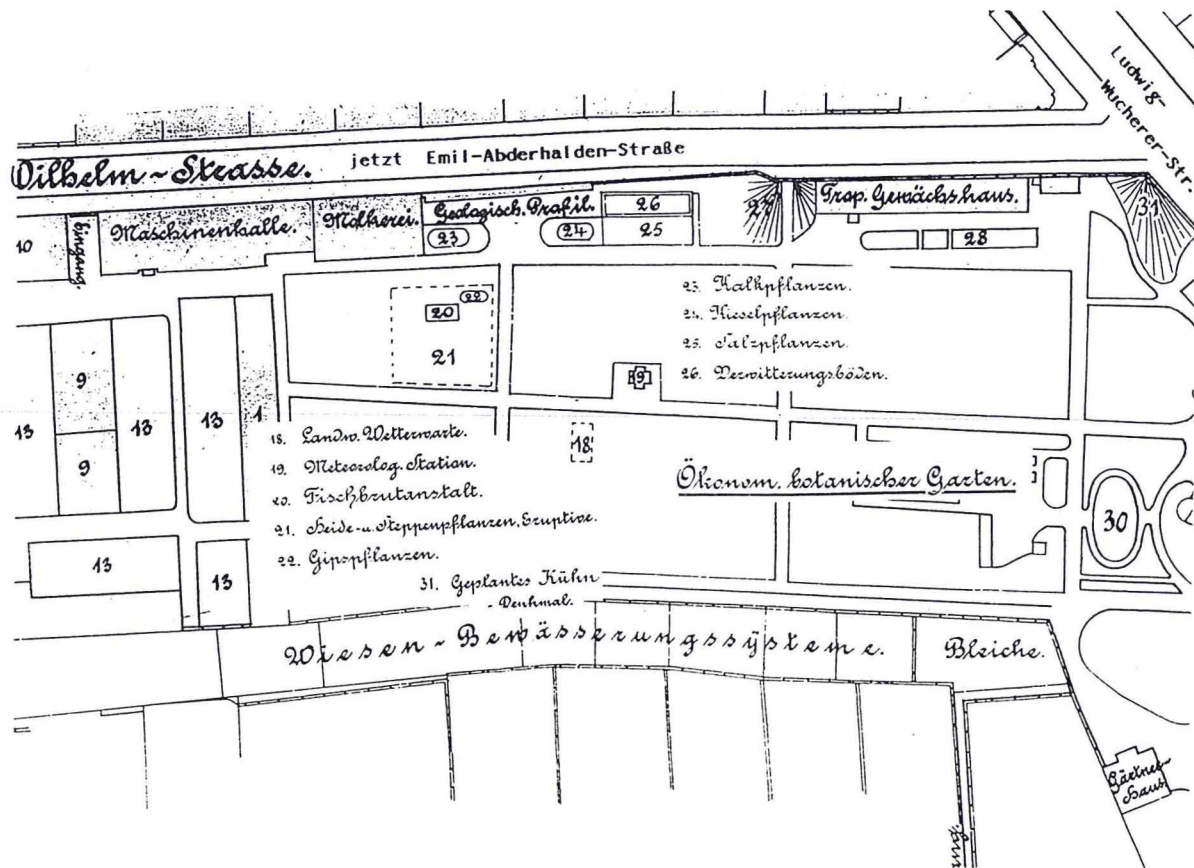 Ludwig-
Wucherer-Str.
Wilhelm-Strasse. jetzt Emil-Abderhalden-Straße
10
Eingang.
Maschinenhalle.
Molkerei.
Geologisch. Profil.
26
27
Trop. Gewächshaus.
31
23
24
25
28
23. Kalkpflanzen.
24. Kieselpflanzen.
25. Salzpflanzen.
26. Verwitterungsböden.
22
20
21
19
9
13
13
13
1
9
18. Landw. Wetterwarte.
19. Meteorolog. Station.
20. Fischbrutanstalt.
21. Heide- u. Steppenpflanzen, Eruptive.
22. Gipspflanzen.
31. Geplantes Kühn
- Denkmal.
18
Ökonom. botanischer Garten.
30
13
13
Wiesen-Bewässerungssÿsteme.
Bleiche.
Gärtner-
haus